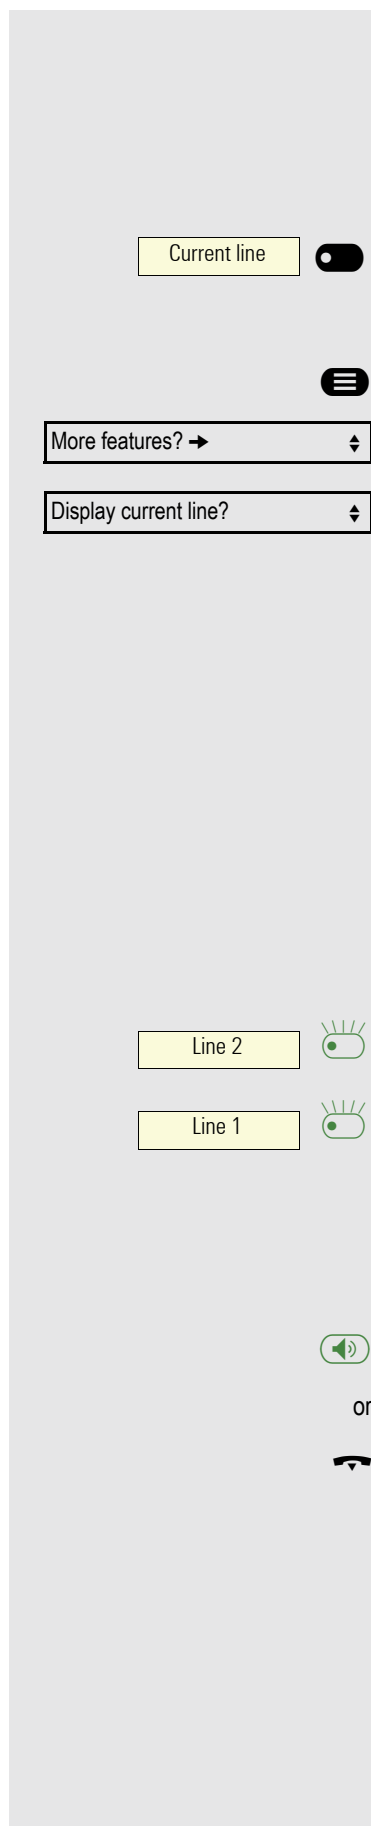 Current line
More features? →
Display current line?
Line 2
Line 1
or